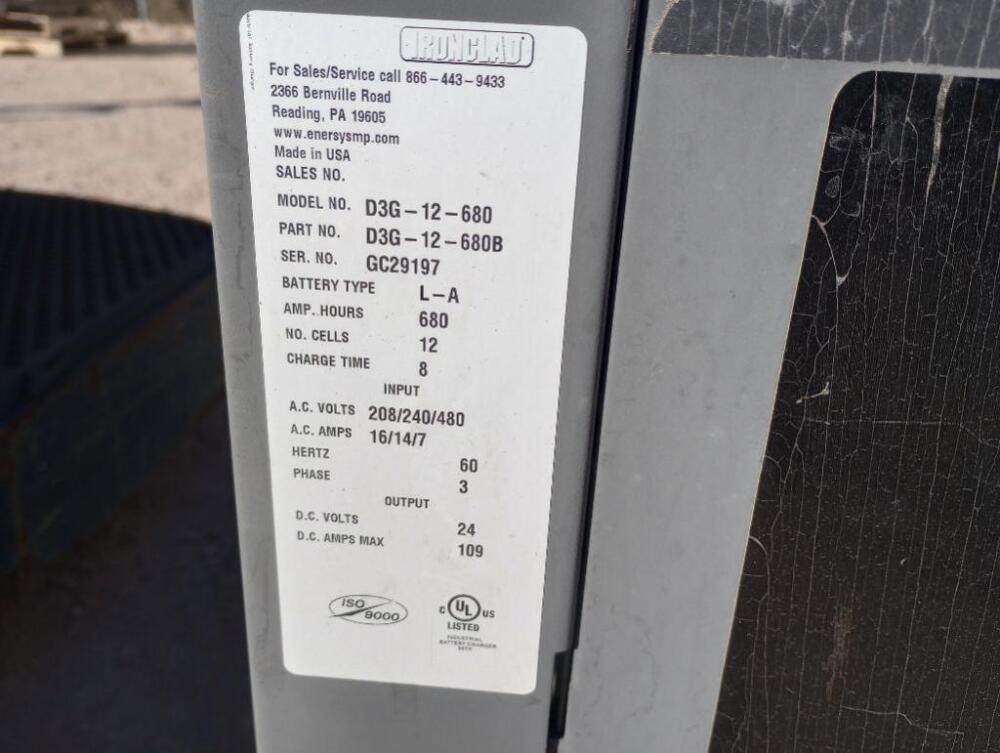 IRONCLAD
For Sales/Service call 866-443-9433
2366 Bernville Road
Reading, PA 19605
www.enersysmp.com
Made in USA
SALES NO.
MODEL NO. D3G-12-680
PART NO. D3G-12-680B
SER. NO. GC29197
BATTERY TYPE L-A
AMP. HOURS 680
NO. CELLS 12
CHARGE TIME 8
INPUT
A.C. VOLTS 208/240/480
A.C. AMPS 16/14/7
HERTZ 60
PHASE 3
OUTPUT
D.C. VOLTS 24
D.C. AMPS MAX 109
ISO 9000
C UL US
LISTED
INDUSTRIAL
BATTERY CHARGER